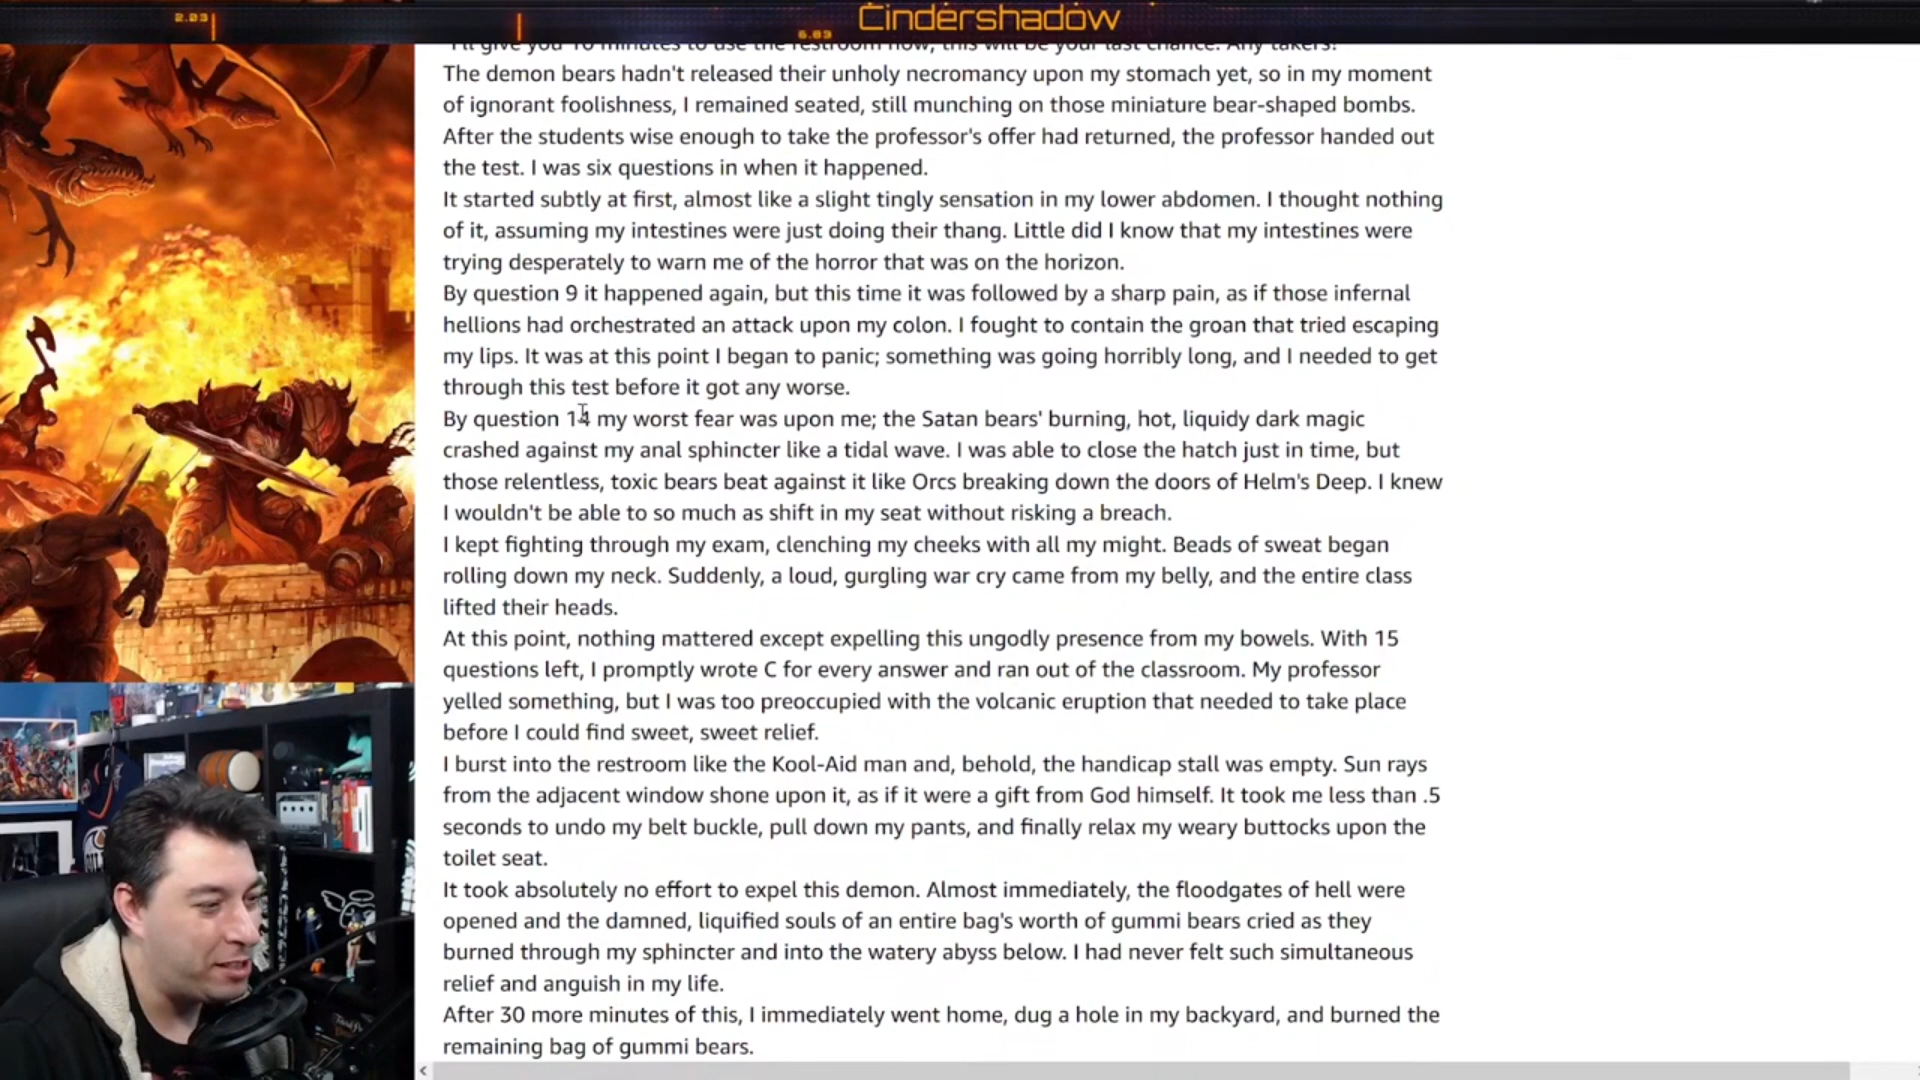 Cindershadow
2.03
6.03
"I'll give you 10 minutes to use the restroom now, this will be your last chance. Any takers?"
The demon bears hadn't released their unholy necromancy upon my stomach yet, so in my moment
of ignorant foolishness, I remained seated, still munching on those miniature bear-shaped bombs.
After the students wise enough to take the professor's offer had returned, the professor handed out
the test. I was six questions in when it happened.
It started subtly at first, almost like a slight tingly sensation in my lower abdomen. I thought nothing
of it, assuming my intestines were just doing their thang. Little did I know that my intestines were
trying desperately to warn me of the horror that was on the horizon.
By question 9 it happened again, but this time it was followed by a sharp pain, as if those infernal
hellions had orchestrated an attack upon my colon. I fought to contain the groan that tried escaping
my lips. It was at this point I began to panic; something was going horribly long, and I needed to get
through this test before it got any worse.
By question 14 my worst fear was upon me; the Satan bears' burning, hot, liquidy dark magic
crashed against my anal sphincter like a tidal wave. I was able to close the hatch just in time, but
those relentless, toxic bears beat against it like Orcs breaking down the doors of Helm's Deep. I knew
I wouldn't be able to so much as shift in my seat without risking a breach.
I kept fighting through my exam, clenching my cheeks with all my might. Beads of sweat began
rolling down my neck. Suddenly, a loud, gurgling war cry came from my belly, and the entire class
lifted their heads.
At this point, nothing mattered except expelling this ungodly presence from my bowels. With 15
questions left, I promptly wrote C for every answer and ran out of the classroom. My professor
yelled something, but I was too preoccupied with the volcanic eruption that needed to take place
before I could find sweet, sweet relief.
I burst into the restroom like the Kool-Aid man and, behold, the handicap stall was empty. Sun rays
from the adjacent window shone upon it, as if it were a gift from God himself. It took me less than .5
seconds to undo my belt buckle, pull down my pants, and finally relax my weary buttocks upon the
toilet seat.
It took absolutely no effort to expel this demon. Almost immediately, the floodgates of hell were
opened and the damned, liquified souls of an entire bag's worth of gummi bears cried as they
burned through my sphincter and into the watery abyss below. I had never felt such simultaneous
relief and anguish in my life.
After 30 more minutes of this, I immediately went home, dug a hole in my backyard, and burned the
remaining bag of gummi bears.